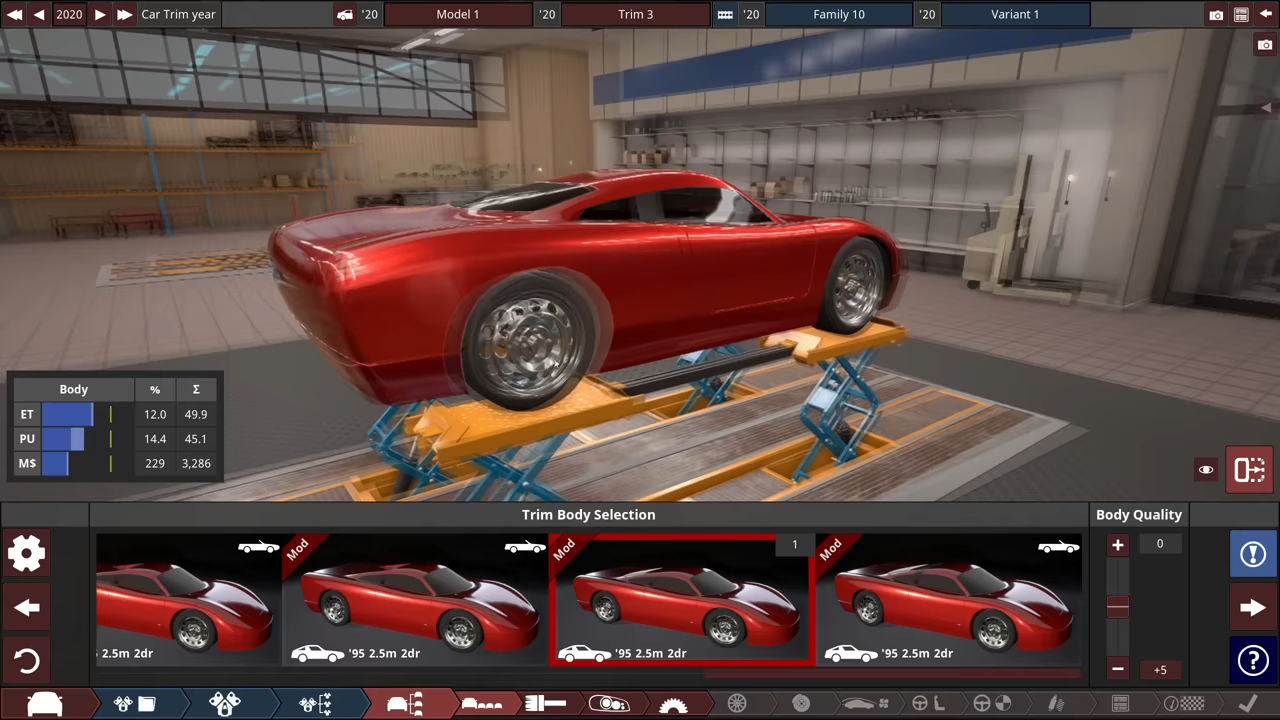 2020 Car Trim year '20 Model 1 '20 Trim 3 '20 Family 10 '20 Variant 1
Body % Σ
ET 12.0 49.9
PU 14.4 45.1
M$ 229 3,286
Trim Body Selection
Body Quality
Mod
Mod
Mod
1
+ 0
5 2.5m 2dr
'95 2.5m 2dr
'95 2.5m 2dr
'95 2.5m 2dr
- +5